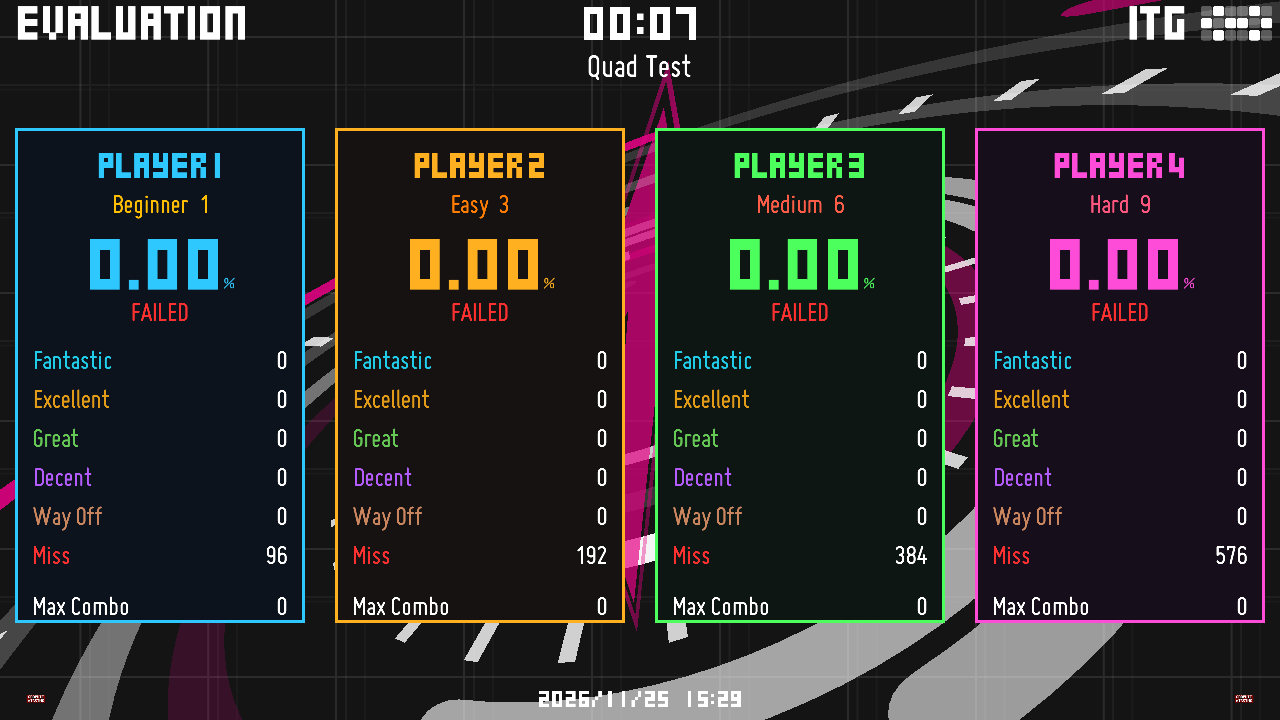 EVALUATION
00:07
ITG
Quad Test
PLAYER 1
Beginner 1
0.00%
FAILED
Fantastic 0
Excellent 0
Great 0
Decent 0
Way Off 0
Miss 96
Max Combo 0
PLAYER 2
Easy 3
0.00%
FAILED
Fantastic 0
Excellent 0
Great 0
Decent 0
Way Off 0
Miss 192
Max Combo 0
PLAYER 3
Medium 6
0.00%
FAILED
Fantastic 0
Excellent 0
Great 0
Decent 0
Way Off 0
Miss 384
Max Combo 0
PLAYER 4
Hard 9
0.00%
FAILED
Fantastic 0
Excellent 0
Great 0
Decent 0
Way Off 0
Miss 576
Max Combo 0
2026/11/25 15:29